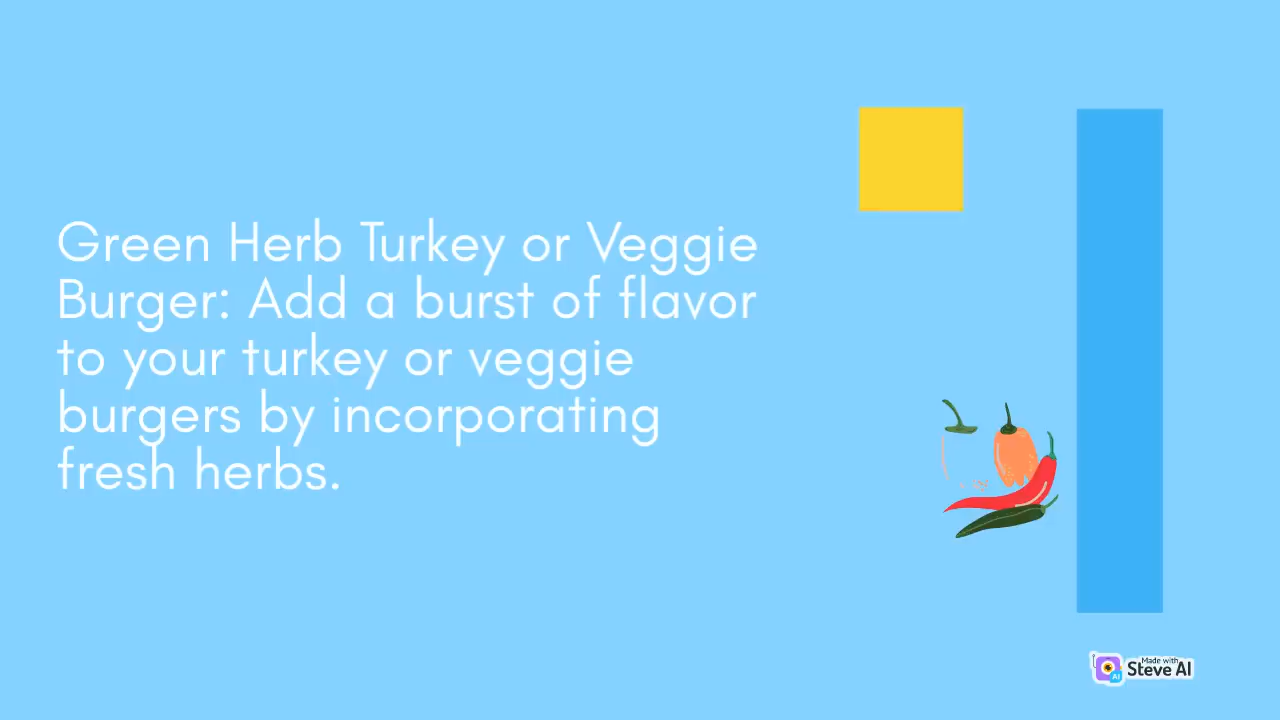 Green Herb Turkey or Veggie
Burger: Add a burst of flavor
to your turkey or veggie
burgers by incorporating
fresh herbs.
Made with
Steve AI
AI